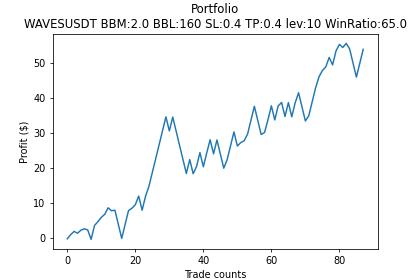 Portfolio
WAVESUSDT BBM:2.0 BBL:160 SL:0.4 TP:0.4 lev:10 WinRatio:65.0
50
40
30
20
10
0
Profit ($)
0 20 40 60 80
Trade counts